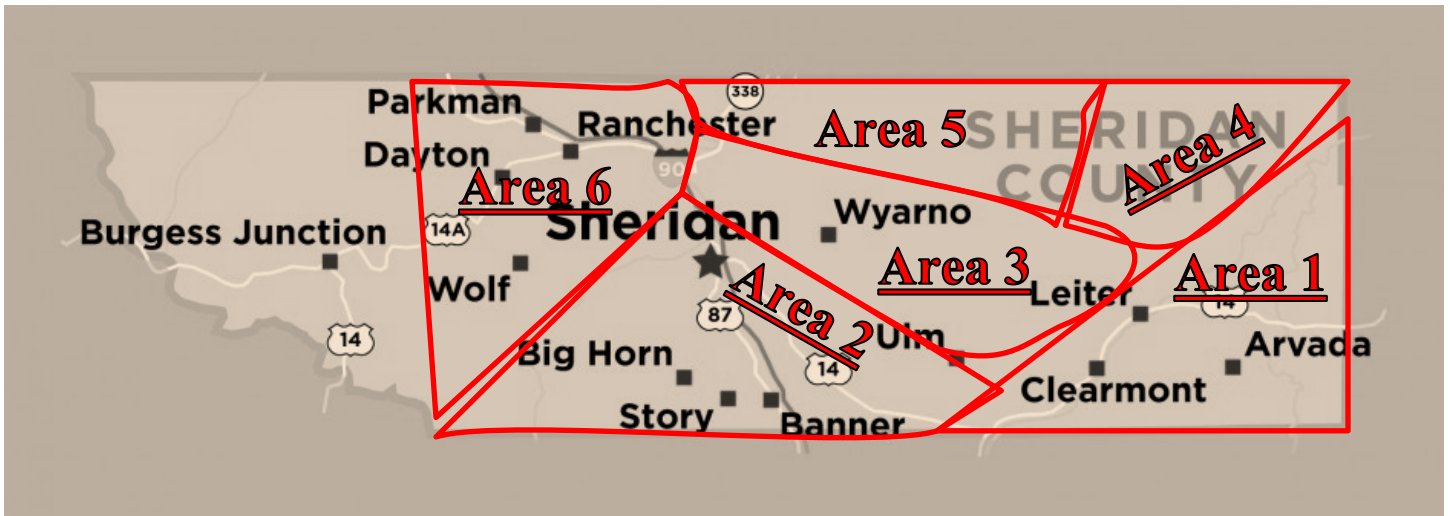 338
Parkman
Ranchester
Area 5
SHERIDAN
COUNTY
Area 4
Dayton
90
Area 6
14A
Sheridan
Wyarno
Burgess Junction
Wolf
Area 3
Area 1
Leiter
14
Area 2
87
Ulm
14
Big Horn
14
Arvada
Clearmont
Story
Banner